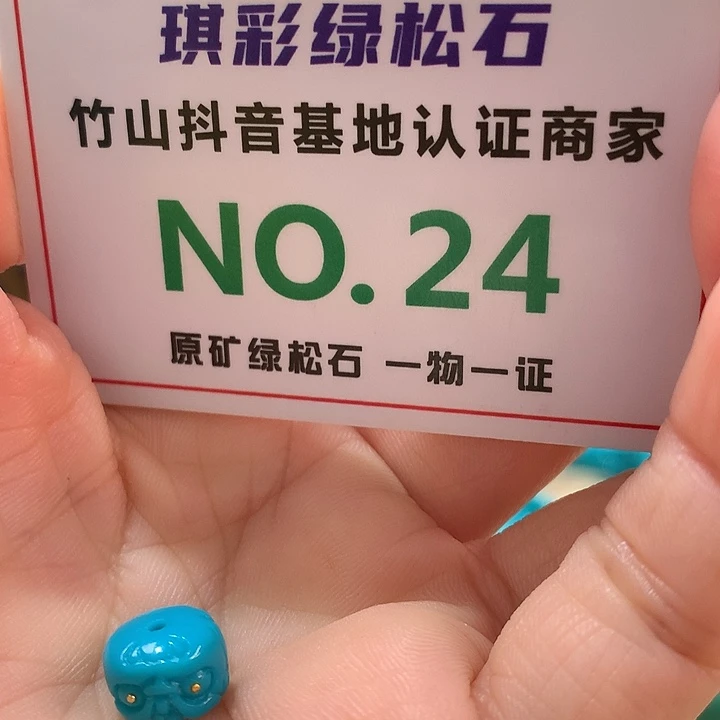 琪彩绿松石
竹山抖音基地认证商家
NO.24
原矿绿松石 一物一证